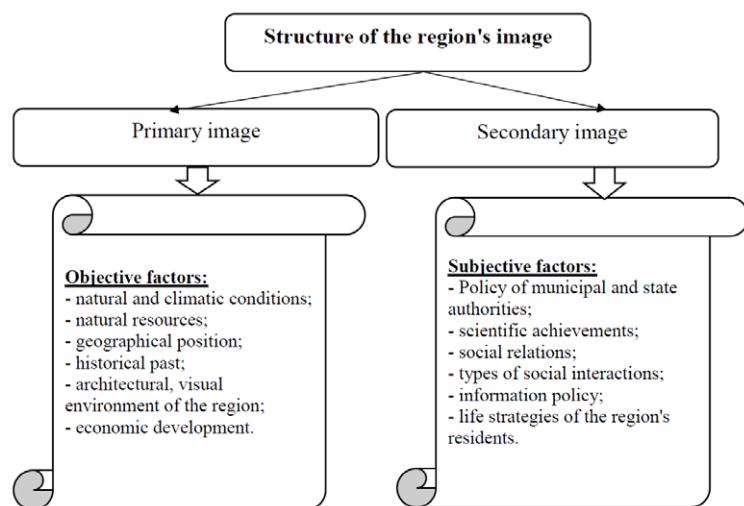 Structure of the region's image
Primary image
Secondary image
Objective factors:
- natural and climatic conditions;
- natural resources;
- geographical position;
- historical past;
- architectural, visual
environment of the region;
- economic development.
Subjective factors:
- Policy of municipal and state
authorities;
- scientific achievements;
- social relations;
- types of social interactions;
- information policy;
- life strategies of the region's
residents.